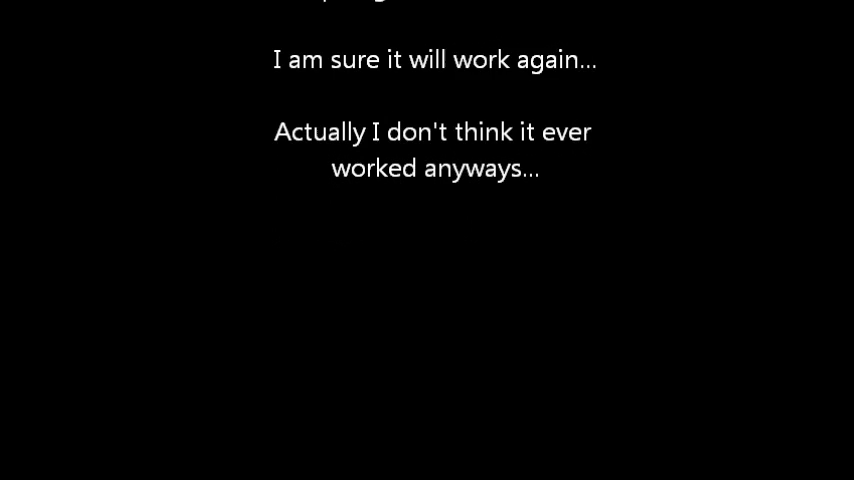 I am sure it will work again...
Actually I don't think it ever
worked anyways...